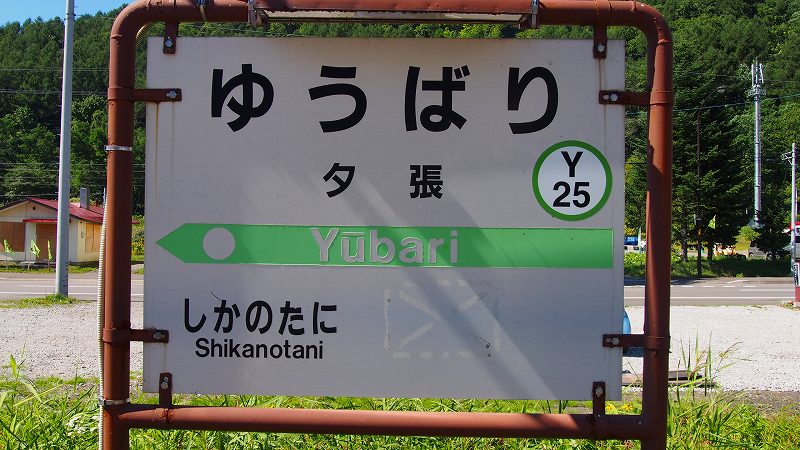 ゆうばり
夕張
Y
25
Yūbari
しかのたに
Shikanotani